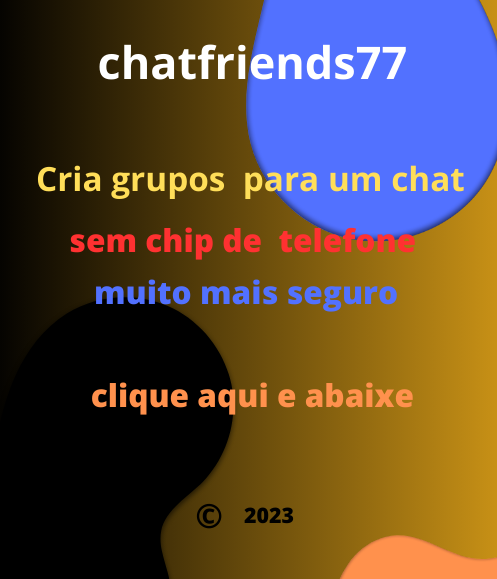 chatfriends77
Cria grupos para um chat
sem chip de telefone
muito mais seguro
clique aqui e abaixe
© 2023